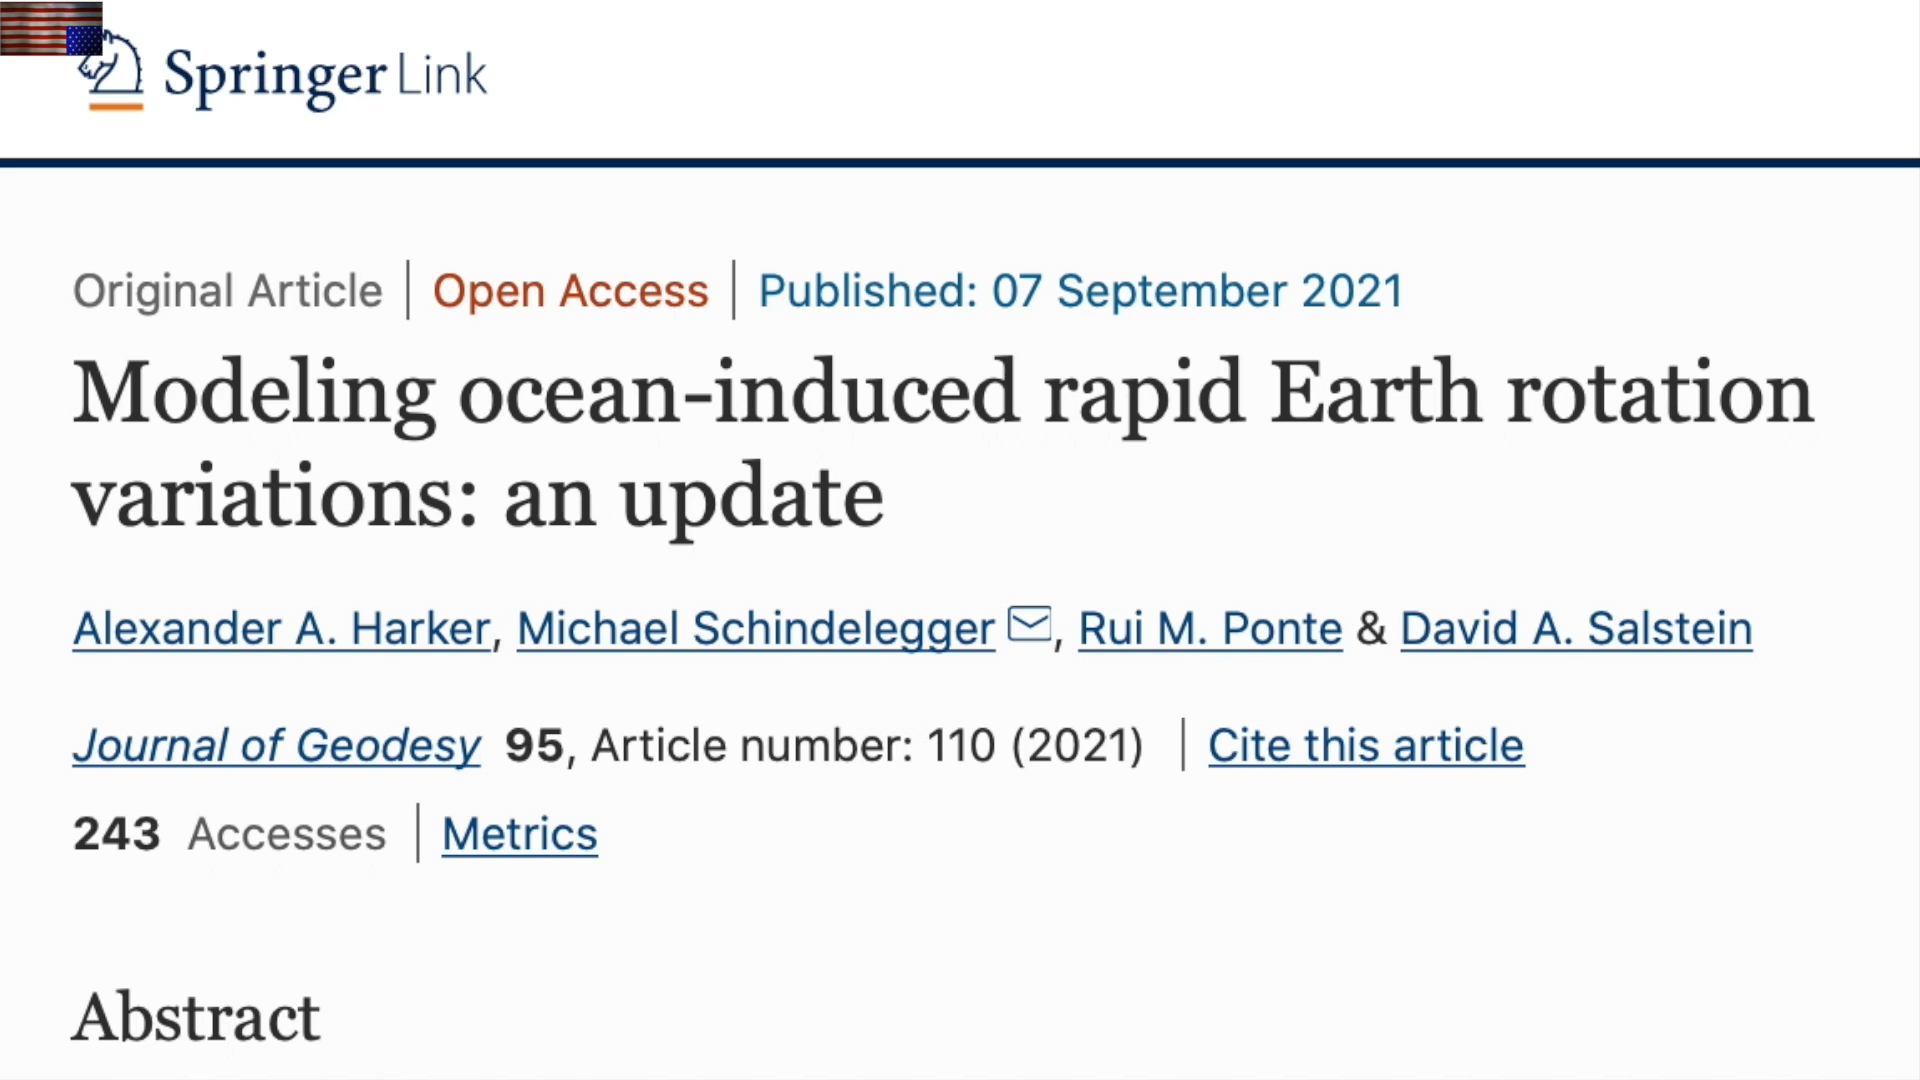 Springer Link
Original Article | Open Access | Published: 07 September 2021
Modeling ocean-induced rapid Earth rotation
variations: an update
Alexander A. Harker, Michael Schindelegger, Rui M. Ponte & David A. Salstein
Journal of Geodesy 95, Article number: 110 (2021) | Cite this article
243 Accesses | Metrics
Abstract